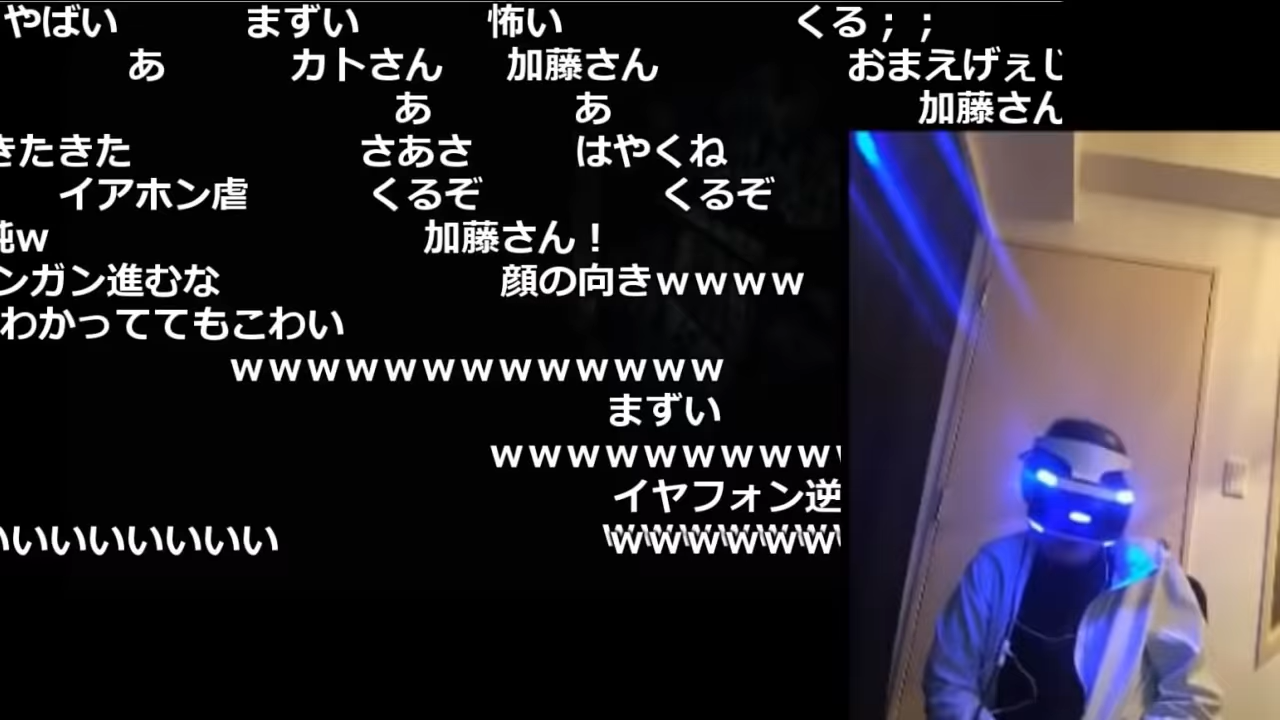 やばい まずい 怖い くる；；
あ カトさん 加藤さん おまえげぇじ
あ あ 加藤さん
きたきた さあさ はやくね
イアホン虐 くるぞ くるぞ
w 加藤さん！
ンガン進むな 顔の向きｗｗｗｗ
わかっててもこわい
ｗｗｗｗｗｗｗｗｗｗｗｗｗ
まずい
ｗｗｗｗｗｗｗｗｗｗ
イヤフォン逆
いいいいいいい ｗｗｗｗｗｗ